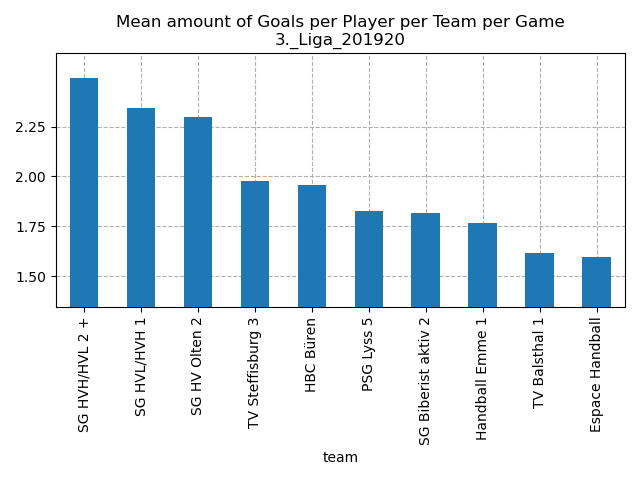 Mean amount of Goals per Player per Team per Game
3._Liga_201920
2.25
2.00
1.75
1.50
SG HVH/HVL 2 +
SG HVL/HVH 1
SG HV Olten 2
TV Steffisburg 3
HBC Büren
PSG Lyss 5
SG Biberist aktiv 2
Handball Emme 1
TV Balsthal 1
Espace Handball
team